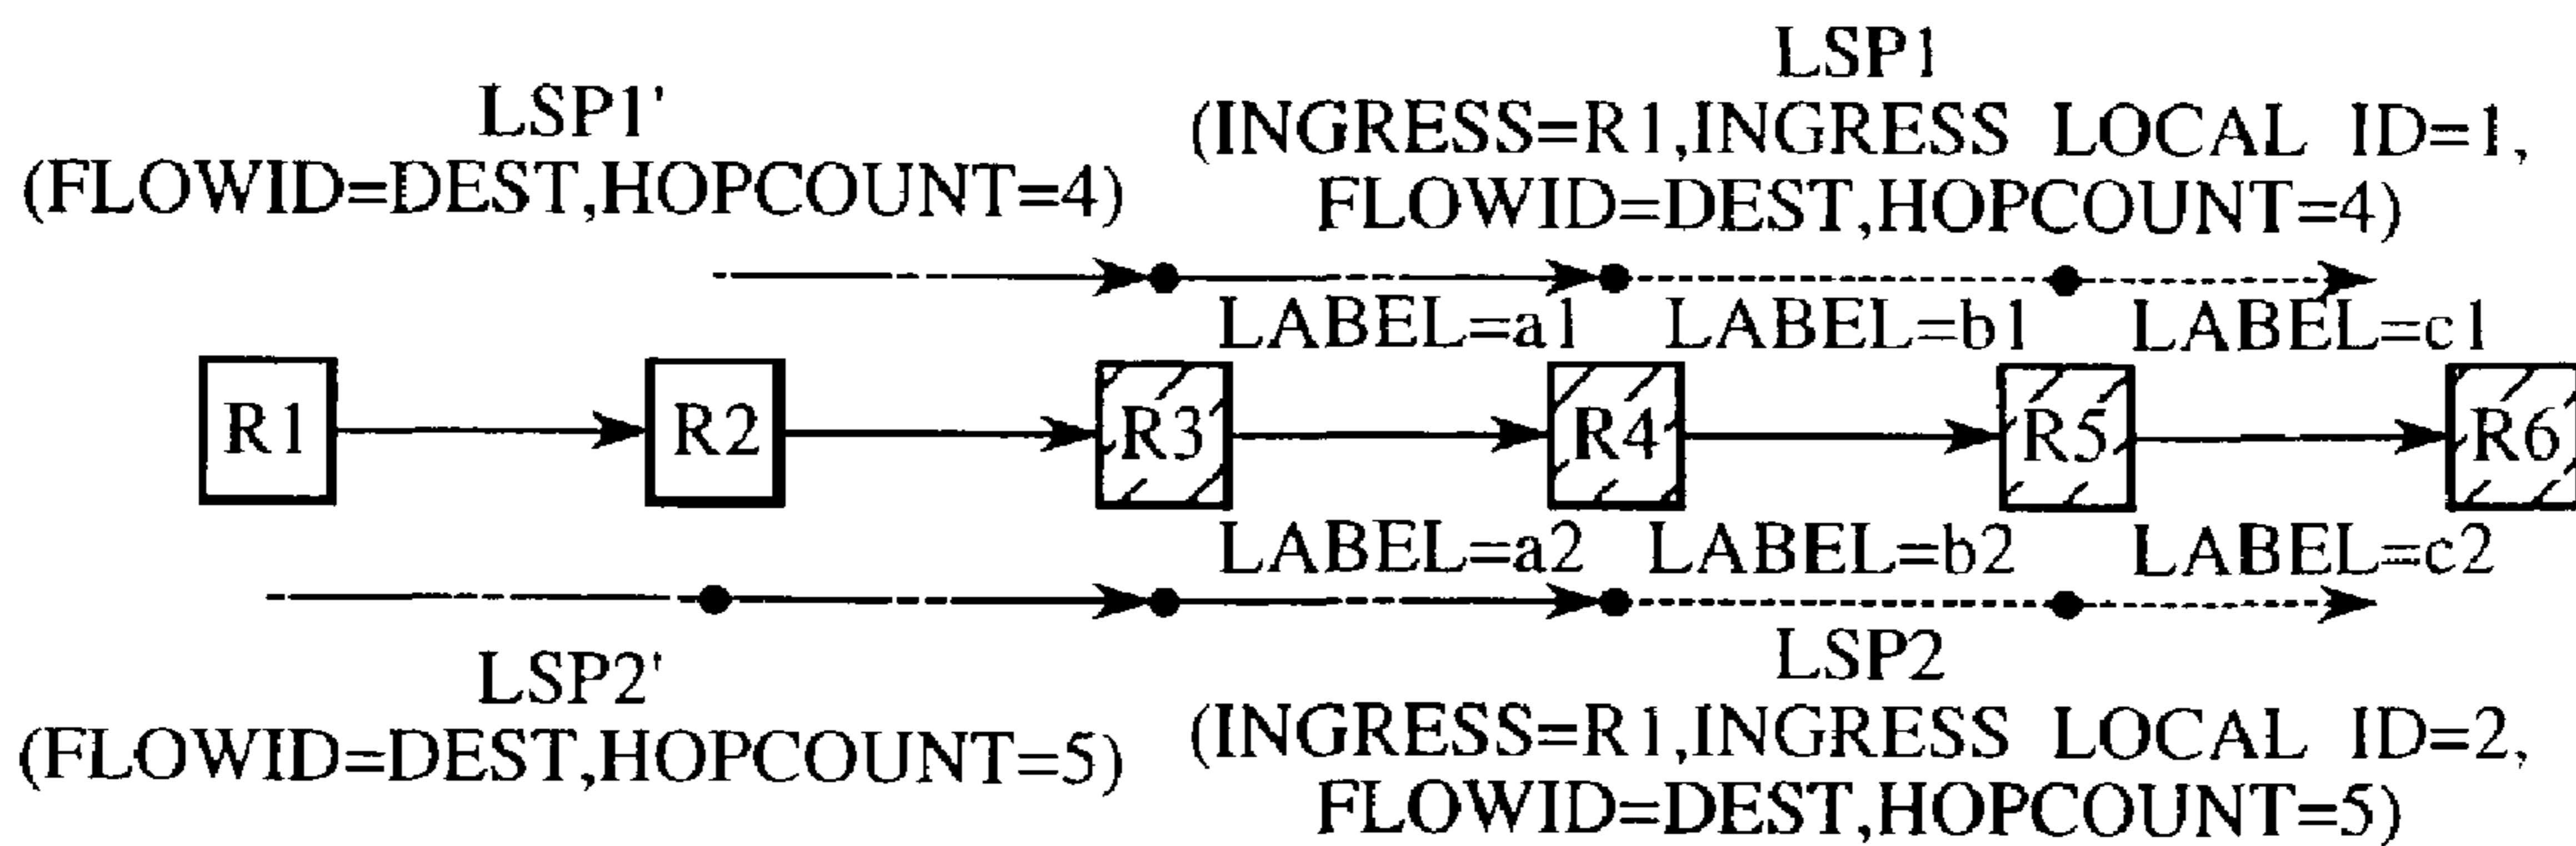 LSP1'
(FLOWID=DEST,HOPCOUNT=4)
LSP1
(INGRESS=R1,INGRESS LOCAL ID=1,
FLOWID=DEST,HOPCOUNT=4)
LABEL=a1 LABEL=b1 LABEL=c1
R1 R2 R3 R4 R5 R6
LABEL=a2 LABEL=b2 LABEL=c2
LSP2'
(FLOWID=DEST,HOPCOUNT=5)
LSP2
(INGRESS=R1,INGRESS LOCAL ID=2,
FLOWID=DEST,HOPCOUNT=5)